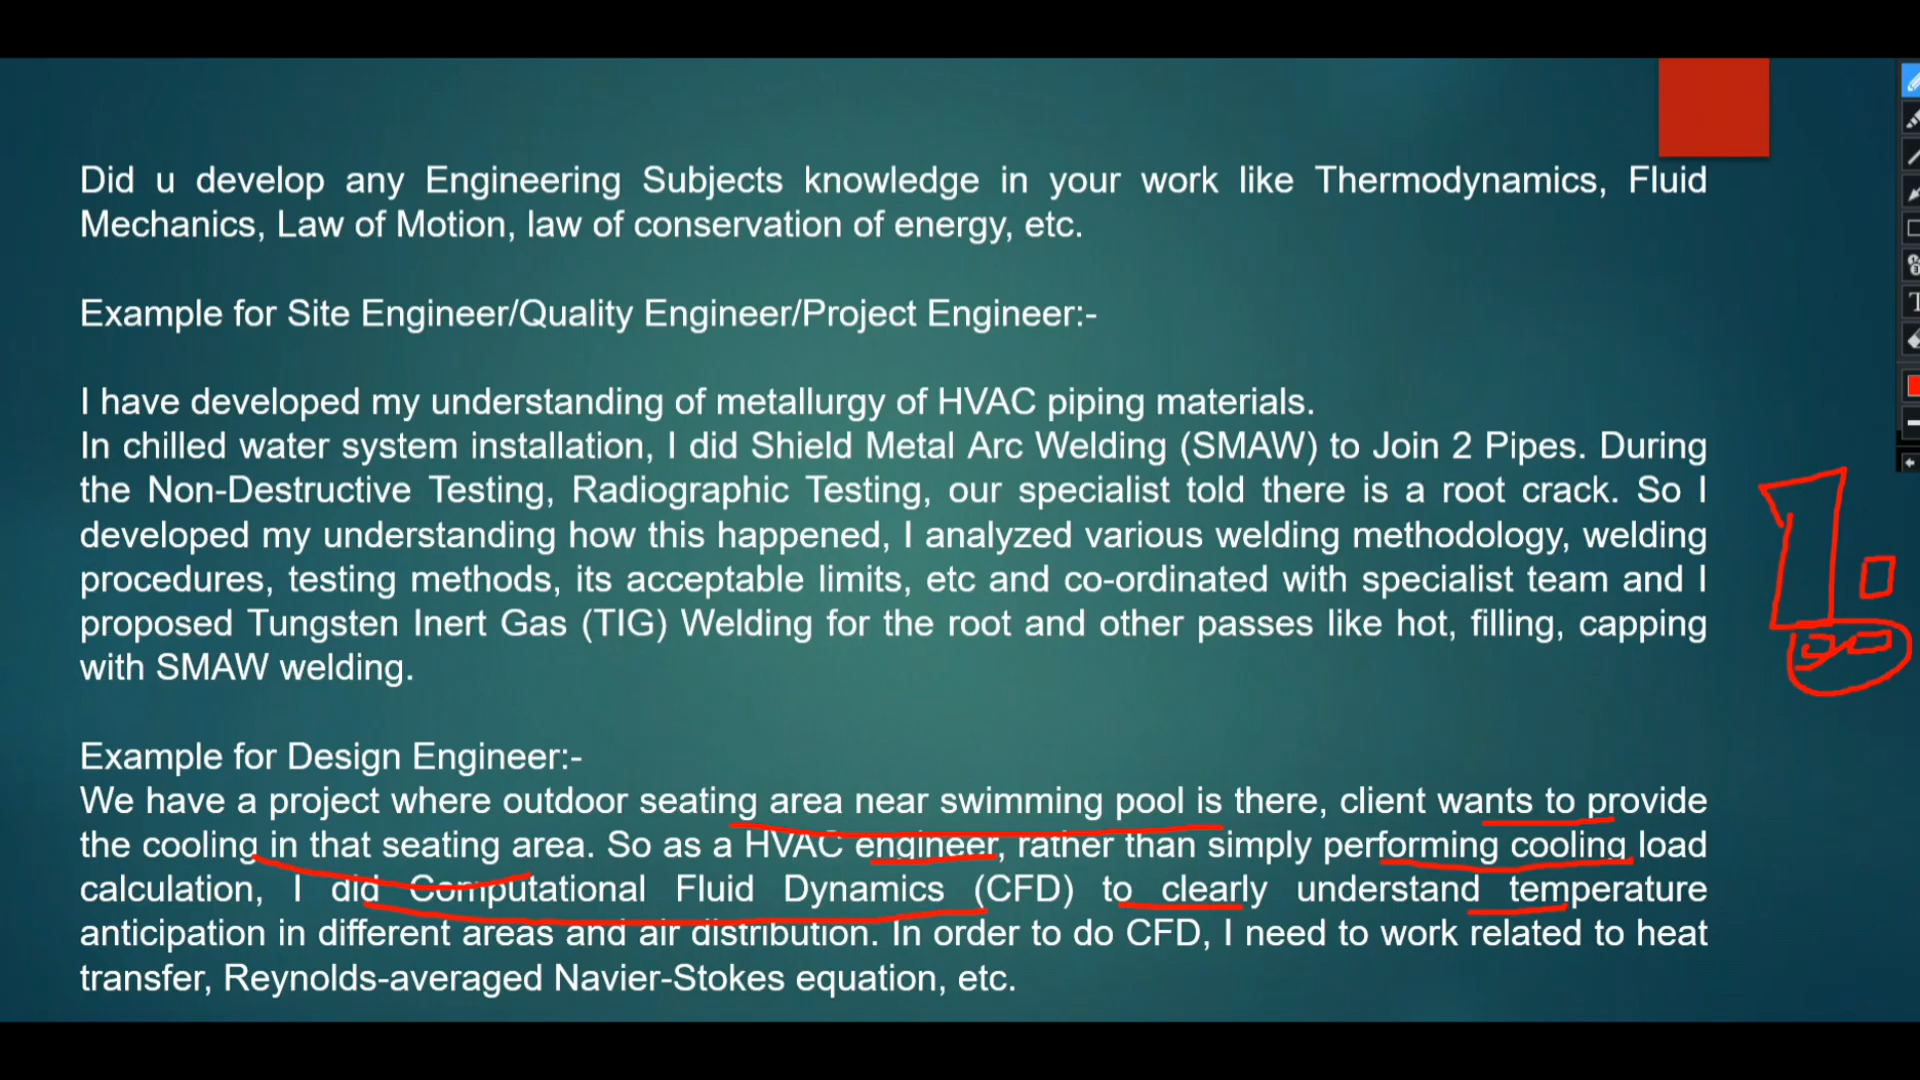 Did u develop any Engineering Subjects knowledge in your work like Thermodynamics, Fluid
Mechanics, Law of Motion, law of conservation of energy, etc.
Example for Site Engineer/Quality Engineer/Project Engineer:-
I have developed my understanding of metallurgy of HVAC piping materials.
In chilled water system installation, I did Shield Metal Arc Welding (SMAW) to Join 2 Pipes. During
the Non-Destructive Testing, Radiographic Testing, our specialist told there is a root crack. So I
developed my understanding how this happened, I analyzed various welding methodology, welding
procedures, testing methods, its acceptable limits, etc and co-ordinated with specialist team and I
proposed Tungsten Inert Gas (TIG) Welding for the root and other passes like hot, filling, capping
with SMAW welding.
Example for Design Engineer:-
We have a project where outdoor seating area near swimming pool is there, client wants to provide
the cooling in that seating area. So as a HVAC engineer, rather than simply performing cooling load
calculation, I did Computational Fluid Dynamics (CFD) to clearly understand temperature
anticipation in different areas and air distribution. In order to do CFD, I need to work related to heat
transfer, Reynolds-averaged Navier-Stokes equation, etc.